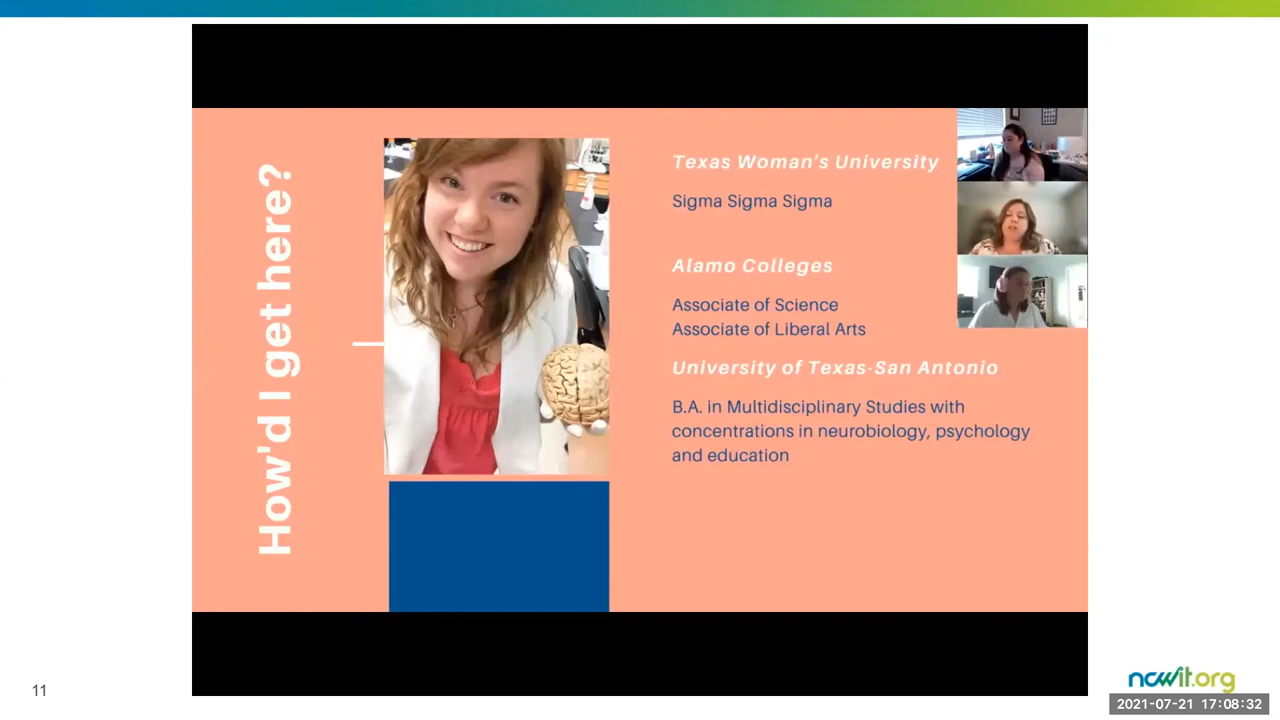 How'd I get here?
Texas Woman's University
Sigma Sigma Sigma
Alamo Colleges
Associate of Science
Associate of Liberal Arts
University of Texas-San Antonio
B.A. in Multidisciplinary Studies with
concentrations in neurobiology, psychology
and education
11
ncwit.org
2021-07-21 17:08:32